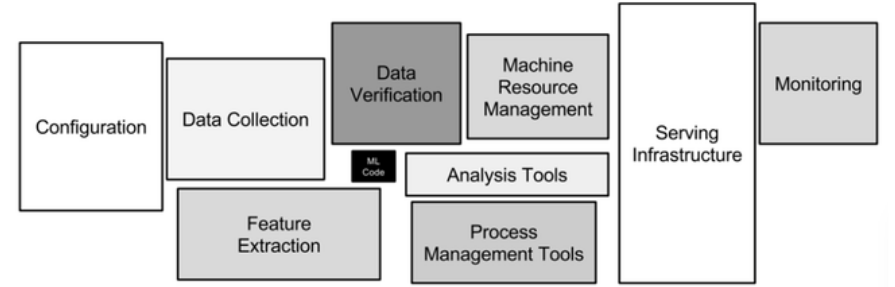 Configuration
Data Collection
Feature
Extraction
Data
Verification
ML
Code
Machine
Resource
Management
Analysis Tools
Process
Management Tools
Serving
Infrastructure
Monitoring